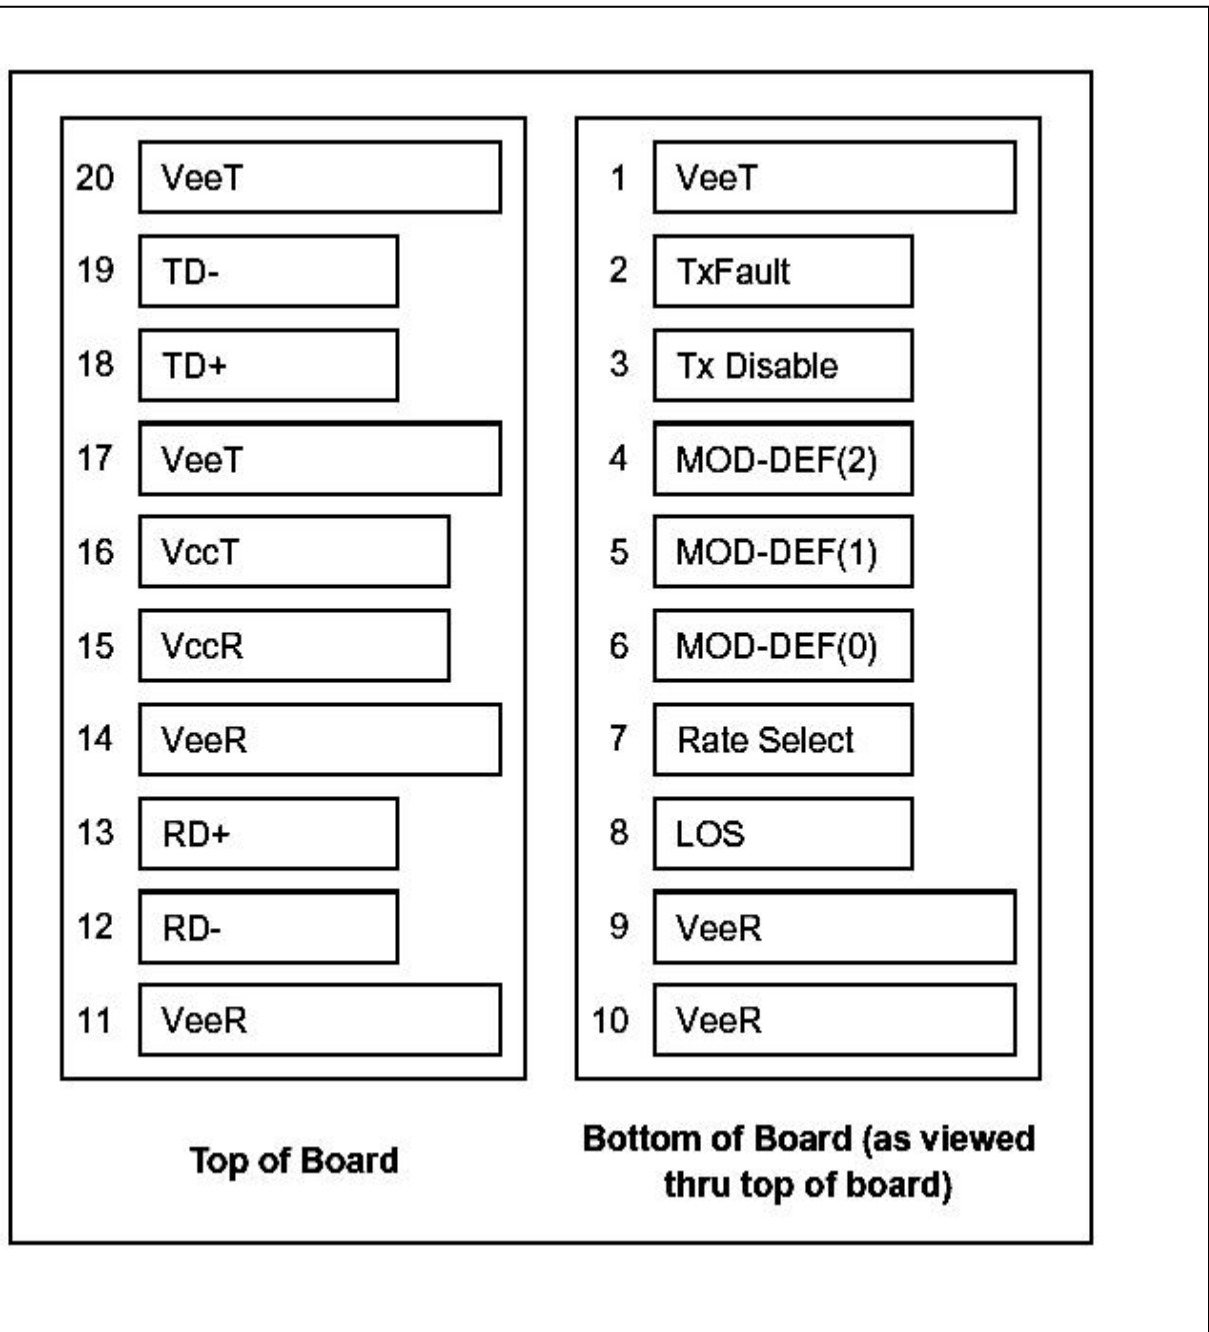 20 VeeT
19 TD-
18 TD+
17 VeeT
16 VccT
15 VccR
14 VeeR
13 RD+
12 RD-
11 VeeR
Top of Board
1 VeeT
2 TxFault
3 Tx Disable
4 MOD-DEF(2)
5 MOD-DEF(1)
6 MOD-DEF(0)
7 Rate Select
8 LOS
9 VeeR
10 VeeR
Bottom of Board (as viewed
thru top of board)